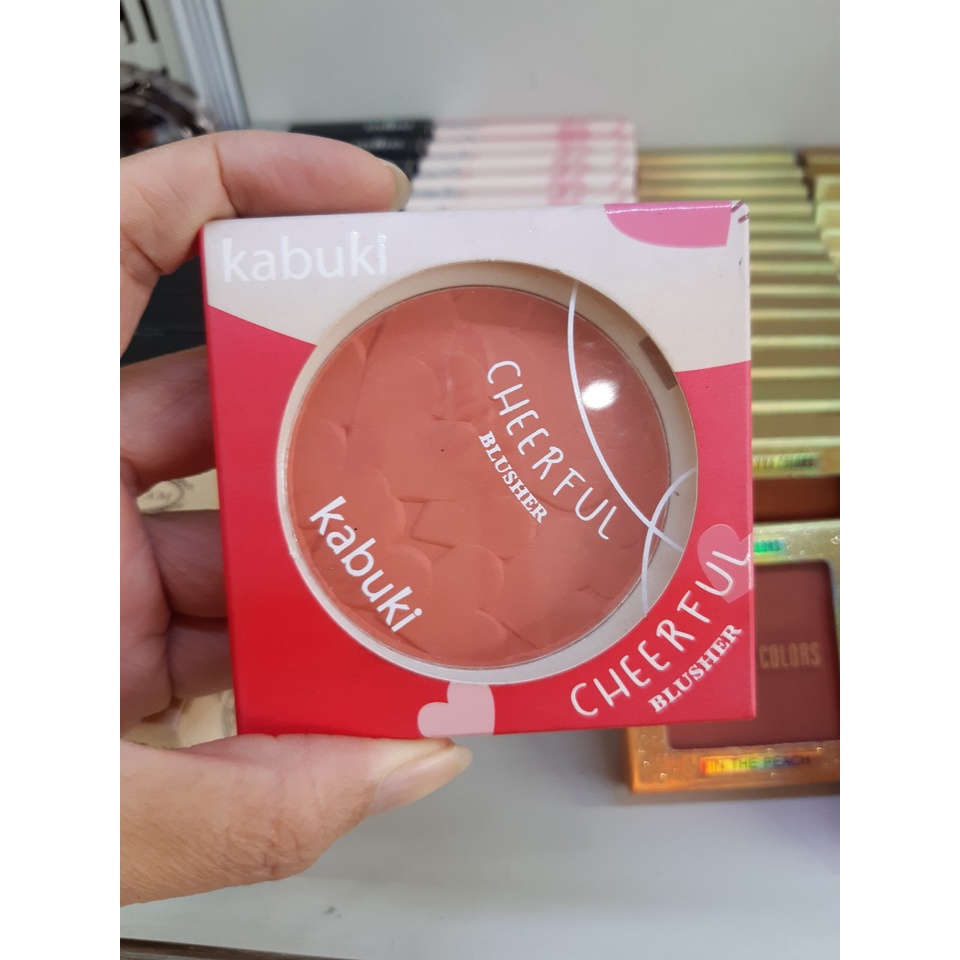 kabuki
CHEERFUL
BLUSHER
kabuki
CHEERFUL
BLUSHER
COLORS
IN THE PEACH